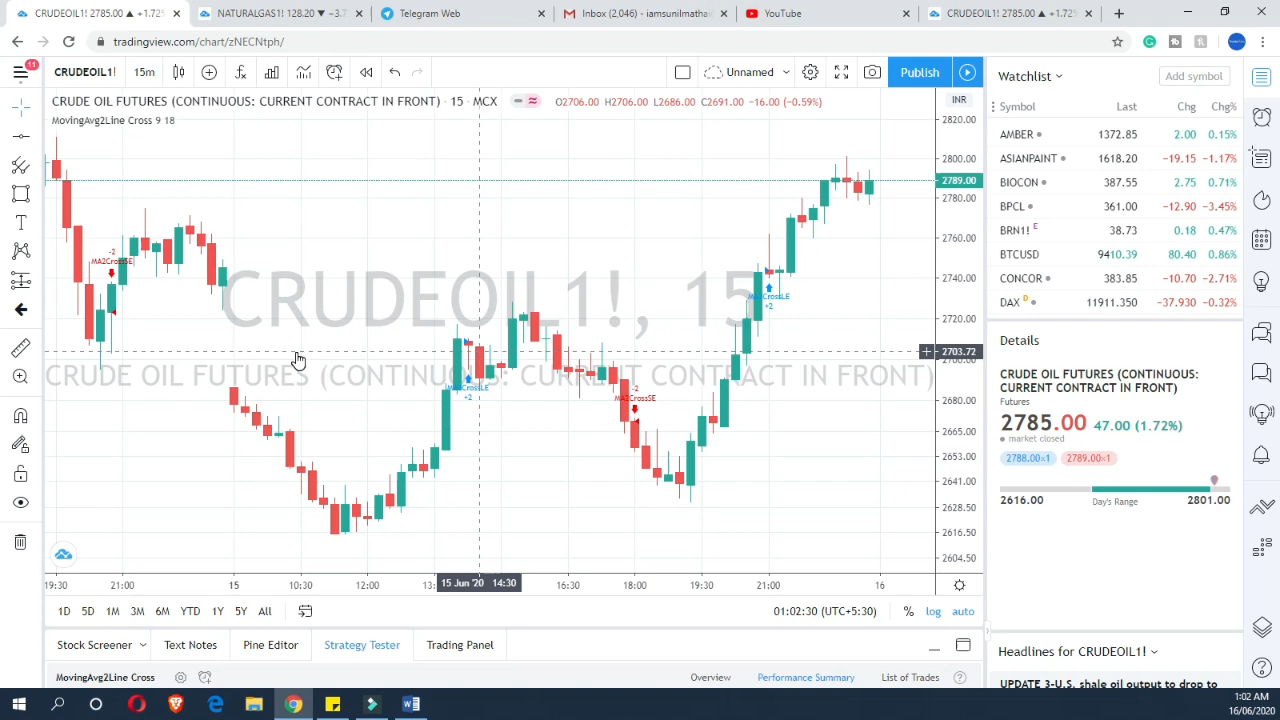 CRUDEOIL1! 2785.00 ▲ +1.72%
NATURALGAS1! 128.20 ▼ −3.7
Telegram Web
Inbox (2,046) - iamsunilmathai
YouTube
CRUDEOIL1! 2785.00 ▲ +1.72%
tradingview.com/chart/zNECNtph/
11
CRUDEOIL1!
15m
Unnamed
Publish
CRUDE OIL FUTURES (CONTINUOUS: CURRENT CONTRACT IN FRONT) · 15 · MCX
O2706.00 H2706.00 L2686.00 C2691.00 −16.00 (−0.59%)
INR
MovingAvg2Line Cross 9 18
CRUDEOIL1!, 15
CRUDE OIL FUTURES (CONTINUOUS: CURRENT CONTRACT IN FRONT)
-2
MA2CrossSE
MA2CrossLE
+2
-2
MA2CrossSE
MA2CrossLE
+2
2820.00
2800.00
2789.00
2780.00
2760.00
2740.00
2720.00
2703.72
2700.00
2680.00
2665.00
2653.00
2641.00
2628.50
2616.50
2604.50
19:30
21:00
15
10:30
12:00
13:
15 Jun '20 14:30
16:30
18:00
19:30
21:00
16
1D 5D 1M 3M 6M YTD 1Y 5Y All
01:02:30 (UTC+5:30)
% log auto
Stock Screener
Text Notes
Pine Editor
Strategy Tester
Trading Panel
MovingAvg2Line Cross
Overview
Performance Summary
List of Trades
Watchlist
Add symbol
Symbol Last Chg Chg%
AMBER 1372.85 2.00 0.15%
ASIANPAINT 1618.20 −19.15 −1.17%
BIOCON 387.55 2.75 0.71%
BPCL 361.00 −12.90 −3.45%
BRN1! E 38.73 0.18 0.47%
BTCUSD 9410.39 80.40 0.86%
CONCOR 383.85 −10.70 −2.71%
DAX D 11911.350 −37.930 −0.32%
Details
CRUDE OIL FUTURES (CONTINUOUS:
CURRENT CONTRACT IN FRONT)
Futures
2785.00 47.00 (1.72%)
market closed
2788.00×1 2789.00×1
2616.00 Day's Range 2801.00
Headlines for CRUDEOIL1!
UPDATE 3-U.S. shale oil output to drop to
1:02 AM
16/06/2020